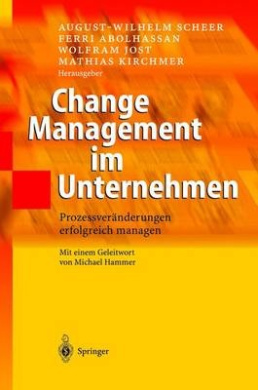 AUGUST-WILHELM SCHEER
FERRI ABOLHASSAN
WOLFRAM JOST
MATHIAS KIRCHMER
Herausgeber
Change
Management
im
Unternehmen
Prozessveränderungen
erfolgreich managen
Mit einem Geleitwort
von Michael Hammer
Springer